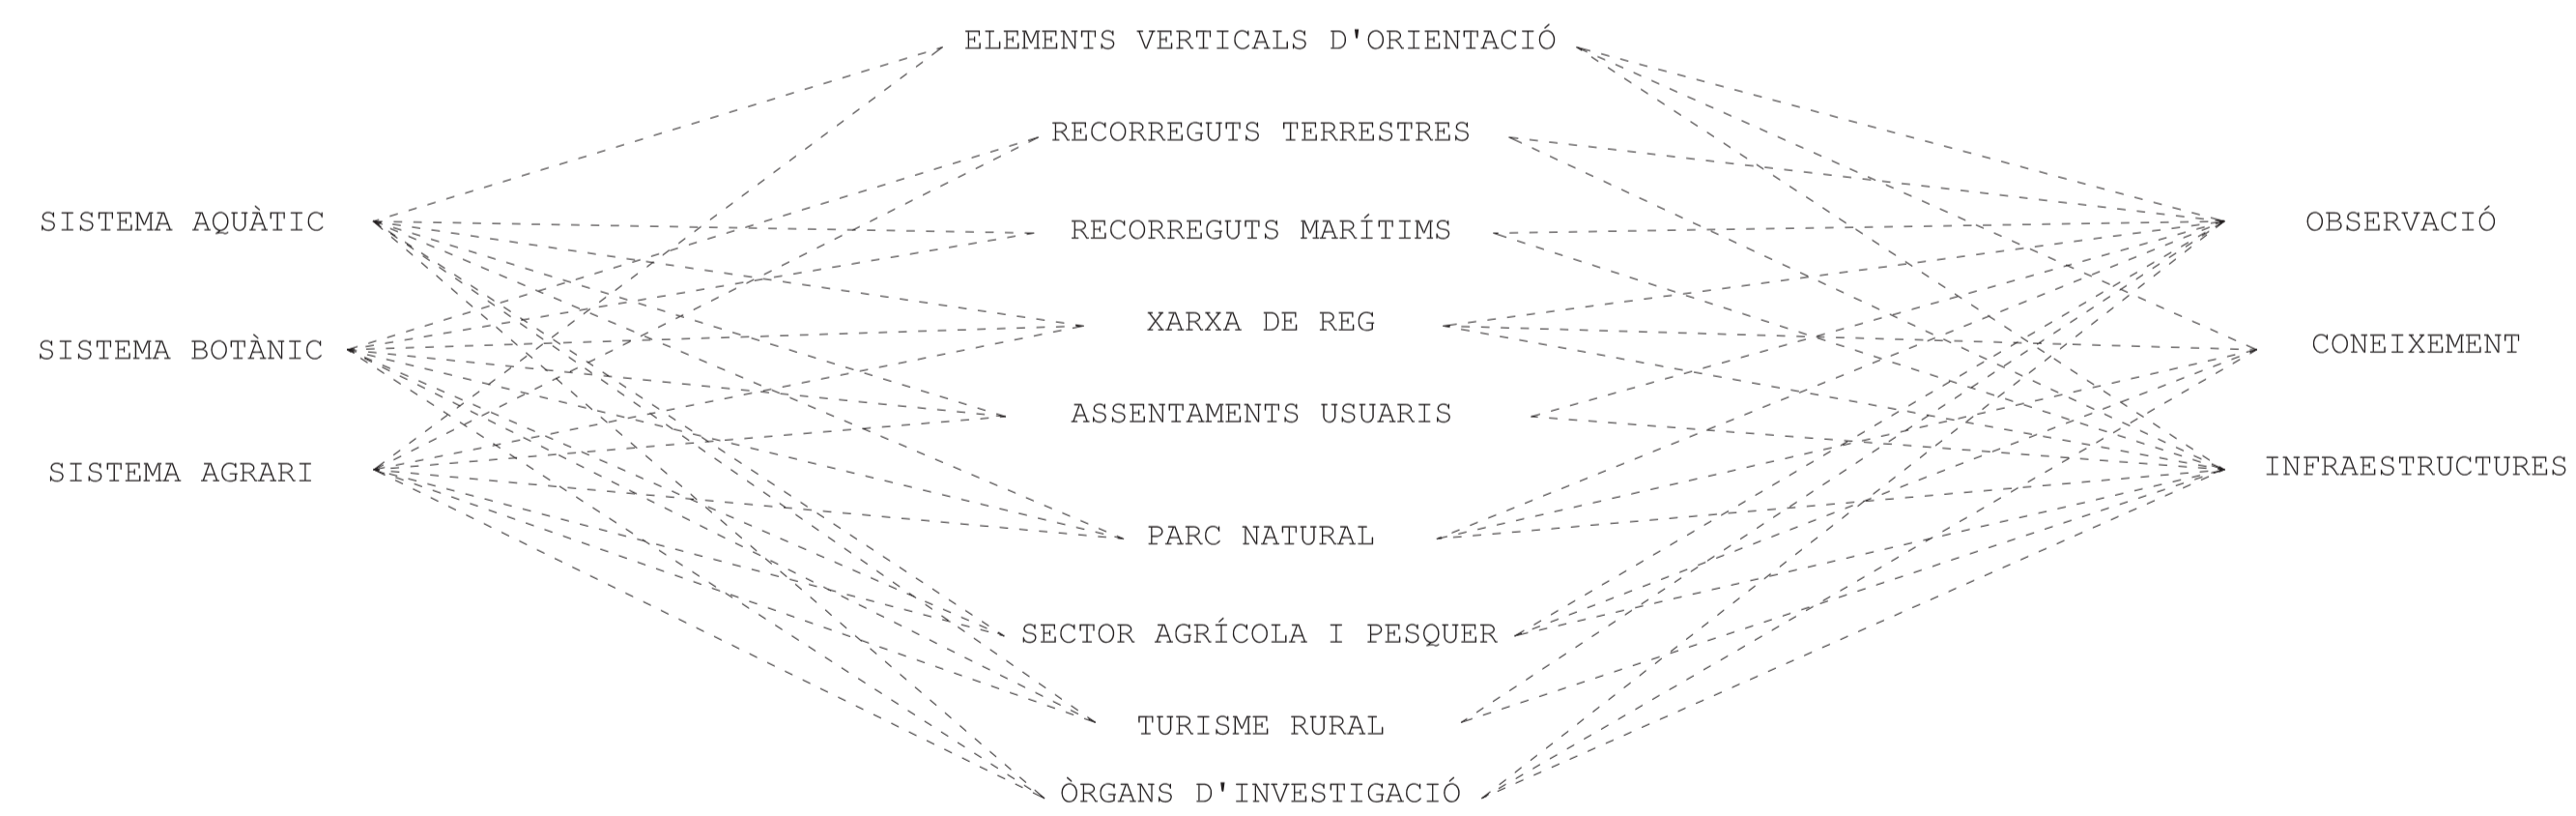 SISTEMA AQUÀTIC
SISTEMA BOTÀNIC
SISTEMA AGRARI
ELEMENTS VERTICALS D'ORIENTACIÓ
RECORREGUTS TERRESTRES
RECORREGUTS MARÍTIMS
XARXA DE REG
ASSENTAMENTS USUARIS
PARC NATURAL
SECTOR AGRÍCOLA I PESQUER
TURISME RURAL
ÒRGANS D'INVESTIGACIÓ
OBSERVACIÓ
CONEIXEMENT
INFRAESTRUCTURES